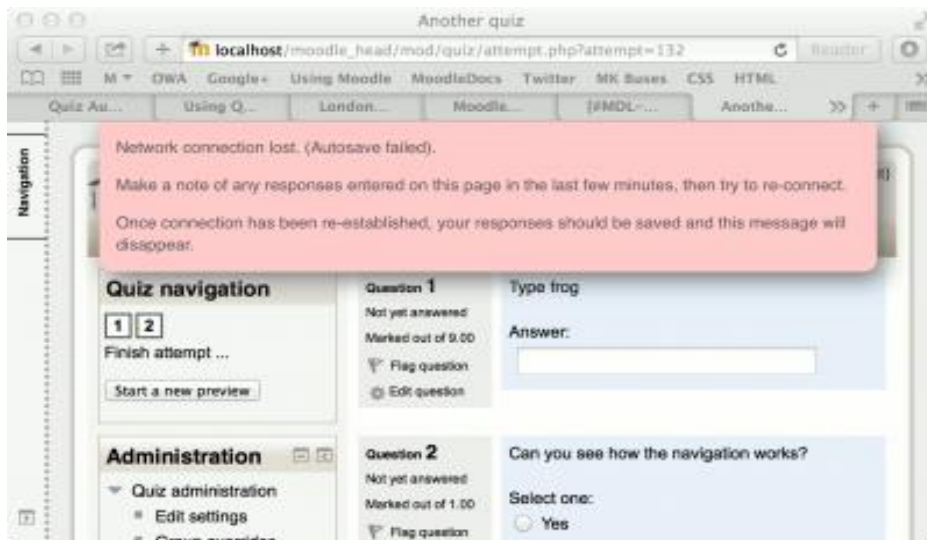 Another quiz
localhost/moodle_head/mod/quiz/attempt.php?attempt=132
Reader
M OWA Google+ Using Moodle MoodleDocs Twitter MK Buses CSS HTML
Quiz Au... Using Q... London... Moodle... [#MDL-... Anothe...
Navigation
Network connection lost. (Autosave failed).
Make a note of any responses entered on this page in the last few minutes, then try to re-connect.
Once connection has been re-established, your responses should be saved and this message will
disappear.
Quiz navigation
1 2
Finish attempt ...
Start a new preview
Question 1
Not yet answered
Marked out of 9.00
Flag question
Edit question
Type frog
Answer:
Administration
Quiz administration
Edit settings
Group overrides
Question 2
Not yet answered
Marked out of 1.00
Flag question
Can you see how the navigation works?
Select one:
Yes